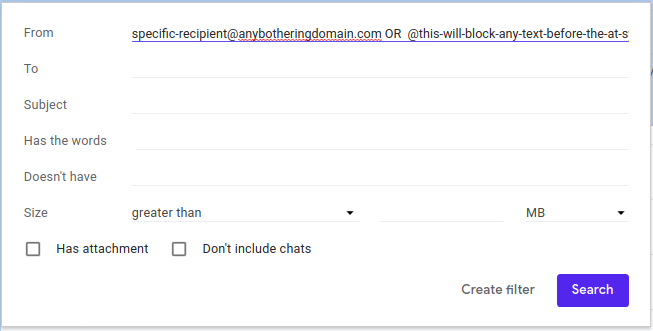 From specific-recipient@anybotheringdomain.com OR @this-will-block-any-text-before-the-at-s
To
Subject
Has the words
Doesn't have
Size greater than MB
Has attachment Don't include chats
Create filter Search